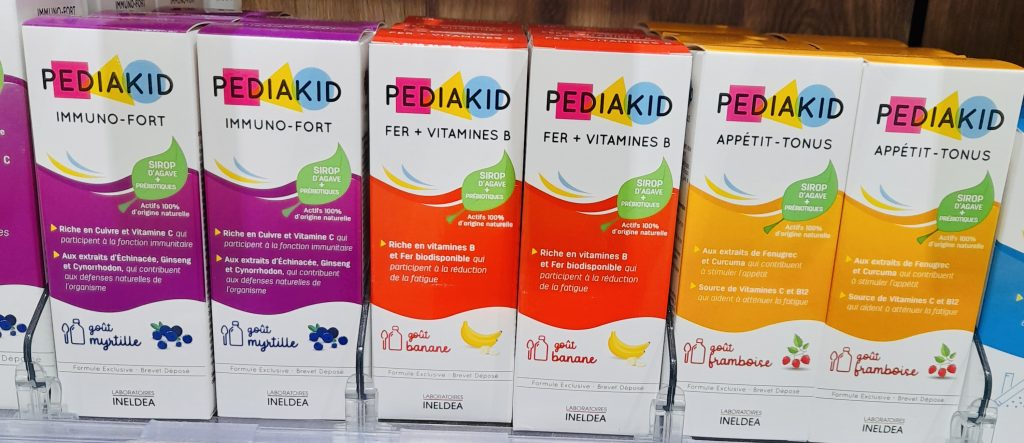 PEDIAKID
IMMUNO-FORT
SIROP
D'AGAVE
+
PRÉBIOTIQUES
Actifs 100%
d'origine naturelle
Riche en Cuivre et Vitamine C qui
participent à la fonction immunitaire
Aux extraits d'Échinacée, Ginseng
et Cynorrhodon, qui contribuent
aux défenses naturelles de
l'organisme
goût
myrtille
Formule Exclusive - Brevet Déposé
LABORATOIRES
INELDEA
PEDIAKID
IMMUNO-FORT
SIROP
D'AGAVE
+
PRÉBIOTIQUES
Actifs 100%
d'origine naturelle
Riche en Cuivre et Vitamine C qui
participent à la fonction immunitaire
Aux extraits d'Échinacée, Ginseng
et Cynorrhodon, qui contribuent
aux défenses naturelles de
l'organisme
goût
myrtille
Formule Exclusive - Brevet Déposé
LABORATOIRES
INELDEA
PEDIAKID
FER + VITAMINES B
SIROP
D'AGAVE
+
PRÉBIOTIQUES
Actifs 100%
d'origine naturelle
Riche en vitamines B
et Fer biodisponible qui
participent à la réduction
de la fatigue
goût
banane
Formule Exclusive - Brevet Déposé
LABORATOIRES
INELDEA
PEDIAKID
FER + VITAMINES B
SIROP
D'AGAVE
+
PRÉBIOTIQUES
Actifs 100%
d'origine naturelle
Riche en vitamines B
et Fer biodisponible qui
participent à la réduction
de la fatigue
goût
banane
Formule Exclusive - Brevet Déposé
LABORATOIRES
INELDEA
PEDIAKID
APPÉTIT-TONUS
SIROP
D'AGAVE
+
PRÉBIOTIQUES
Actifs 100%
d'origine naturelle
Aux extraits de Fenugrec
et Curcuma qui contribuent
à stimuler l'appétit
Source de Vitamines C et B12
qui aident à atténuer la fatigue
goût
framboise
Formule Exclusive - Brevet Déposé
LABORATOIRES
INELDEA
PEDIAKID
APPÉTIT-TONUS
SIROP
D'AGAVE
+
PRÉBIOTIQUES
Actifs 100%
d'origine naturelle
Aux extraits de Fenugrec
et Curcuma qui contribuent
à stimuler l'appétit
Source de Vitamines C et B12
qui aident à atténuer la fatigue
goût
framboise
Formule Exclusive - Brevet Déposé
LABORATOIRES
INELDEA